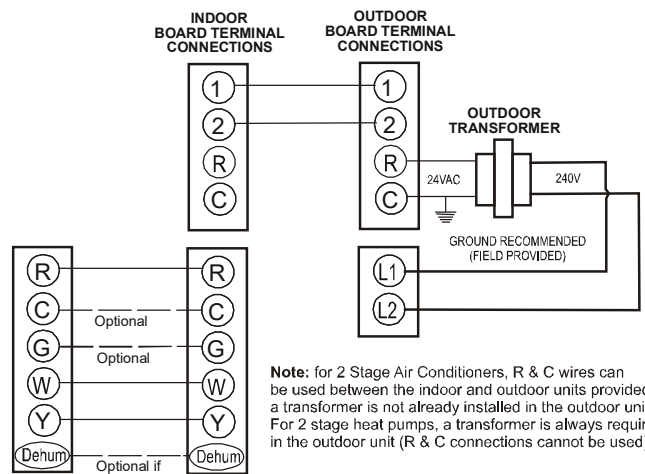 INDOOR
BOARD TERMINAL
CONNECTIONS
OUTDOOR
BOARD TERMINAL
CONNECTIONS
1
2
R
C
1
2
R
C
OUTDOOR
TRANSFORMER
24VAC
240V
GROUND RECOMMENDED
(FIELD PROVIDED)
L1
L2
R
C
G
W
Y
Dehum
Optional
Optional
Optional if
R
C
G
W
Y
Dehum
Note: for 2 Stage Air Conditioners, R & C wires can
be used between the indoor and outdoor units provided
a transformer is not already installed in the outdoor
For 2 stage heat pumps, a transformer is always
in the outdoor unit (R & C connections cannot be used)